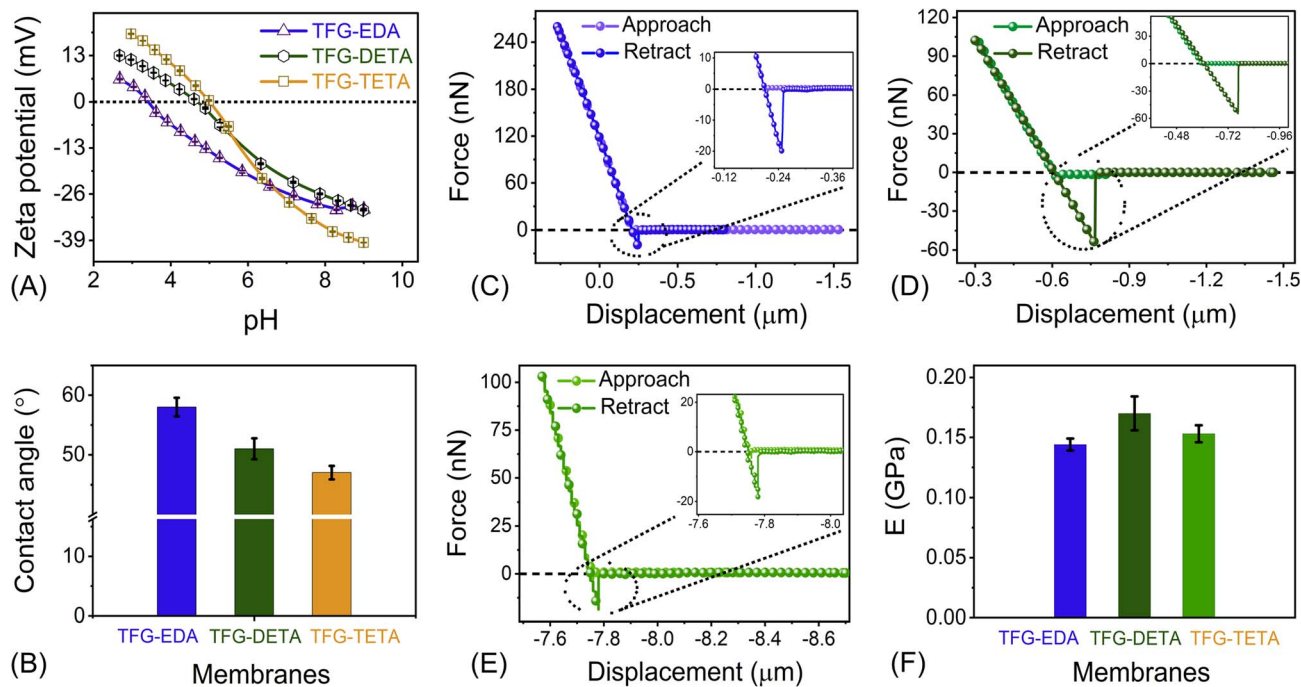 Zeta potential (mV)
13
0
-13
-26
-39
TFG-EDA
TFG-DETA
TFG-TETA
2
4
6
8
10
pH
(A)
Force (nN)
240
180
120
60
0
Approach
Retract
10
0
-10
-20
-0.12
-0.24
-0.36
0.0
-0.5
-1.0
-1.5
Displacement (μm)
(C)
Force (nN)
120
90
60
30
0
-30
-60
Approach
Retract
30
0
-30
-60
-0.48
-0.72
-0.96
-0.3
-0.6
-0.9
-1.2
-1.5
Displacement (μm)
(D)
Contact angle (°)
60
50
10
0
TFG-EDA
TFG-DETA
TFG-TETA
Membranes
(B)
Force (nN)
100
75
50
25
0
Approach
Retract
20
0
-20
-7.6
-7.8
-8.0
-7.6
-7.8
-8.0
-8.2
-8.4
-8.6
Displacement (μm)
(E)
E (GPa)
0.20
0.15
0.10
0.05
0.00
TFG-EDA
TFG-DETA
TFG-TETA
Membranes
(F)